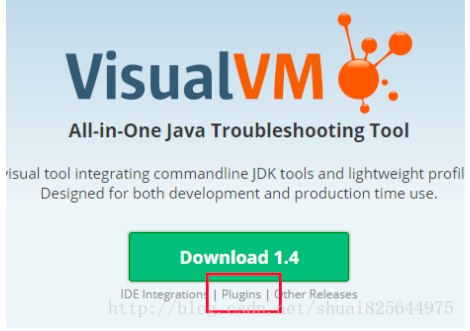 VisualVM
All-in-One Java Troubleshooting Tool
visual tool integrating commandline JDK tools and lightweight profil
Designed for both development and production time use.
Download 1.4
IDE Integrations | Plugins | Other Releases
http://blog.csdn.net/shuai825644975